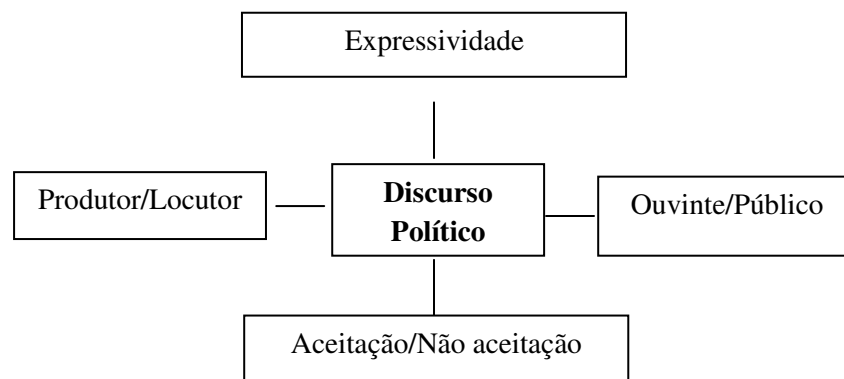 Expressividade
Produtor/Locutor
Discurso
Político
Ouvinte/Público
Aceitação/Não aceitação